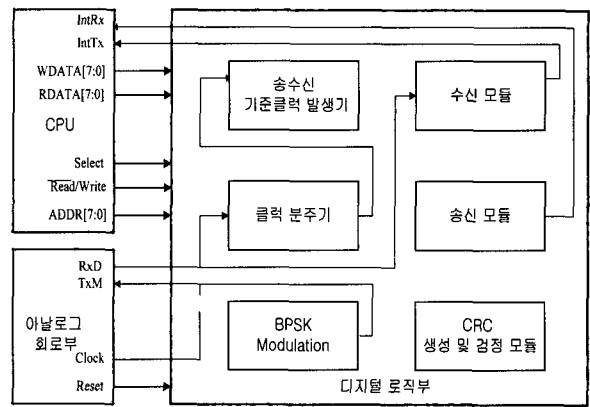 IntRx
IntTx
WDATA[7:0]
RDATA[7:0]
CPU
Select
Read/Write
ADDR[7:0]
RxD
TxM
아날로그
회로부
Clock
Reset
송수신
기준클럭 발생기
수신 모듈
클럭 분주기
송신 모듈
BPSK
Modulation
CRC
생성 및 검정 모듈
디지털 로직부